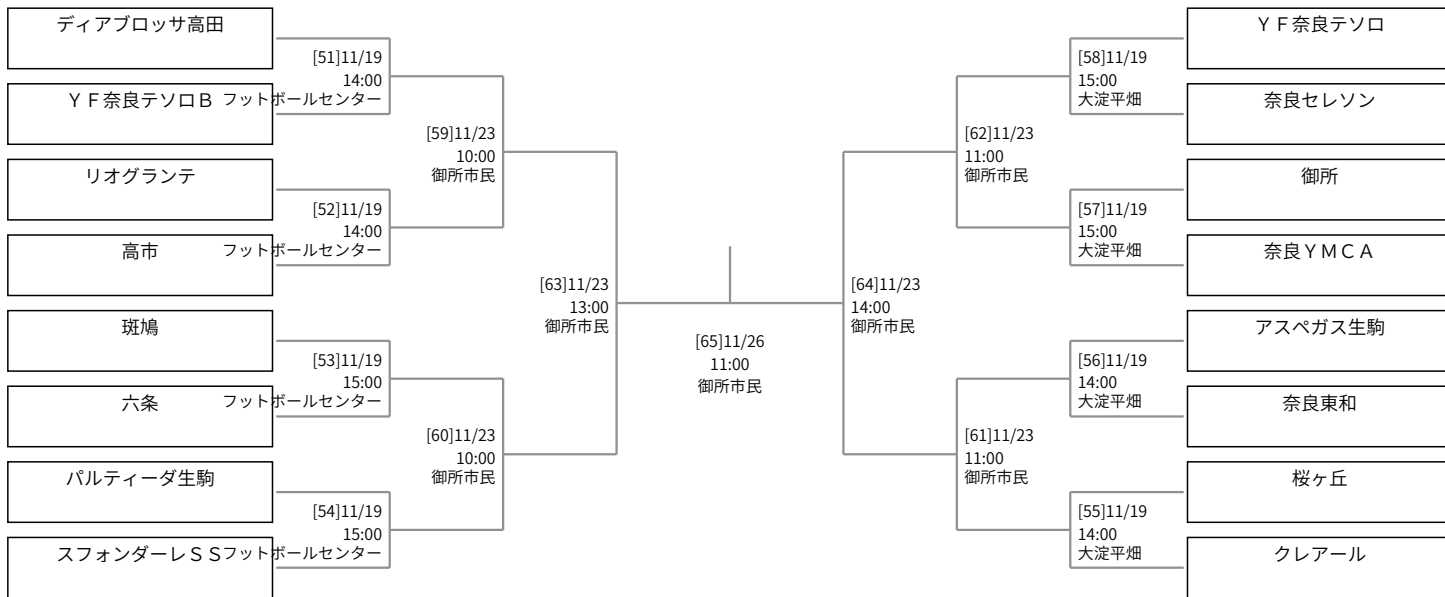 ディアブロッサ高田
[51]11/19
14:00
フットボールセンター
ＹＦ奈良テソロＢ
[59]11/23
10:00
御所市民
リオグランテ
[52]11/19
14:00
フットボールセンター
高市
[63]11/23
13:00
御所市民
斑鳩
[53]11/19
15:00
フットボールセンター
六条
[60]11/23
10:00
御所市民
パルティーダ生駒
[54]11/19
15:00
フットボールセンター
スフォンダーレＳＳ
[65]11/26
11:00
御所市民
ＹＦ奈良テソロ
[58]11/19
15:00
大淀平畑
奈良セレソン
[62]11/23
11:00
御所市民
御所
[57]11/19
15:00
大淀平畑
奈良ＹＭＣＡ
[64]11/23
14:00
御所市民
アスペガス生駒
[56]11/19
14:00
大淀平畑
奈良東和
[61]11/23
11:00
御所市民
桜ヶ丘
[55]11/19
14:00
大淀平畑
クレアール